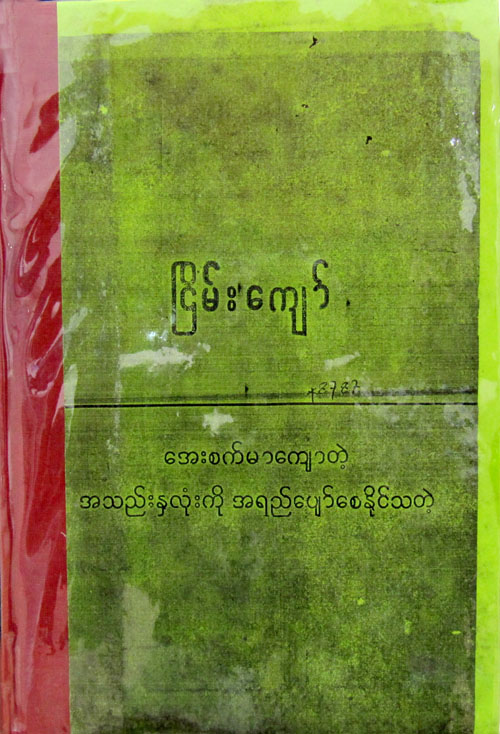 ငြိမ်းကျော်
အေးစက်မာကျောတဲ့
အသည်းနှလုံးကို အရည်ပျော်စေနိုင်သတဲ့